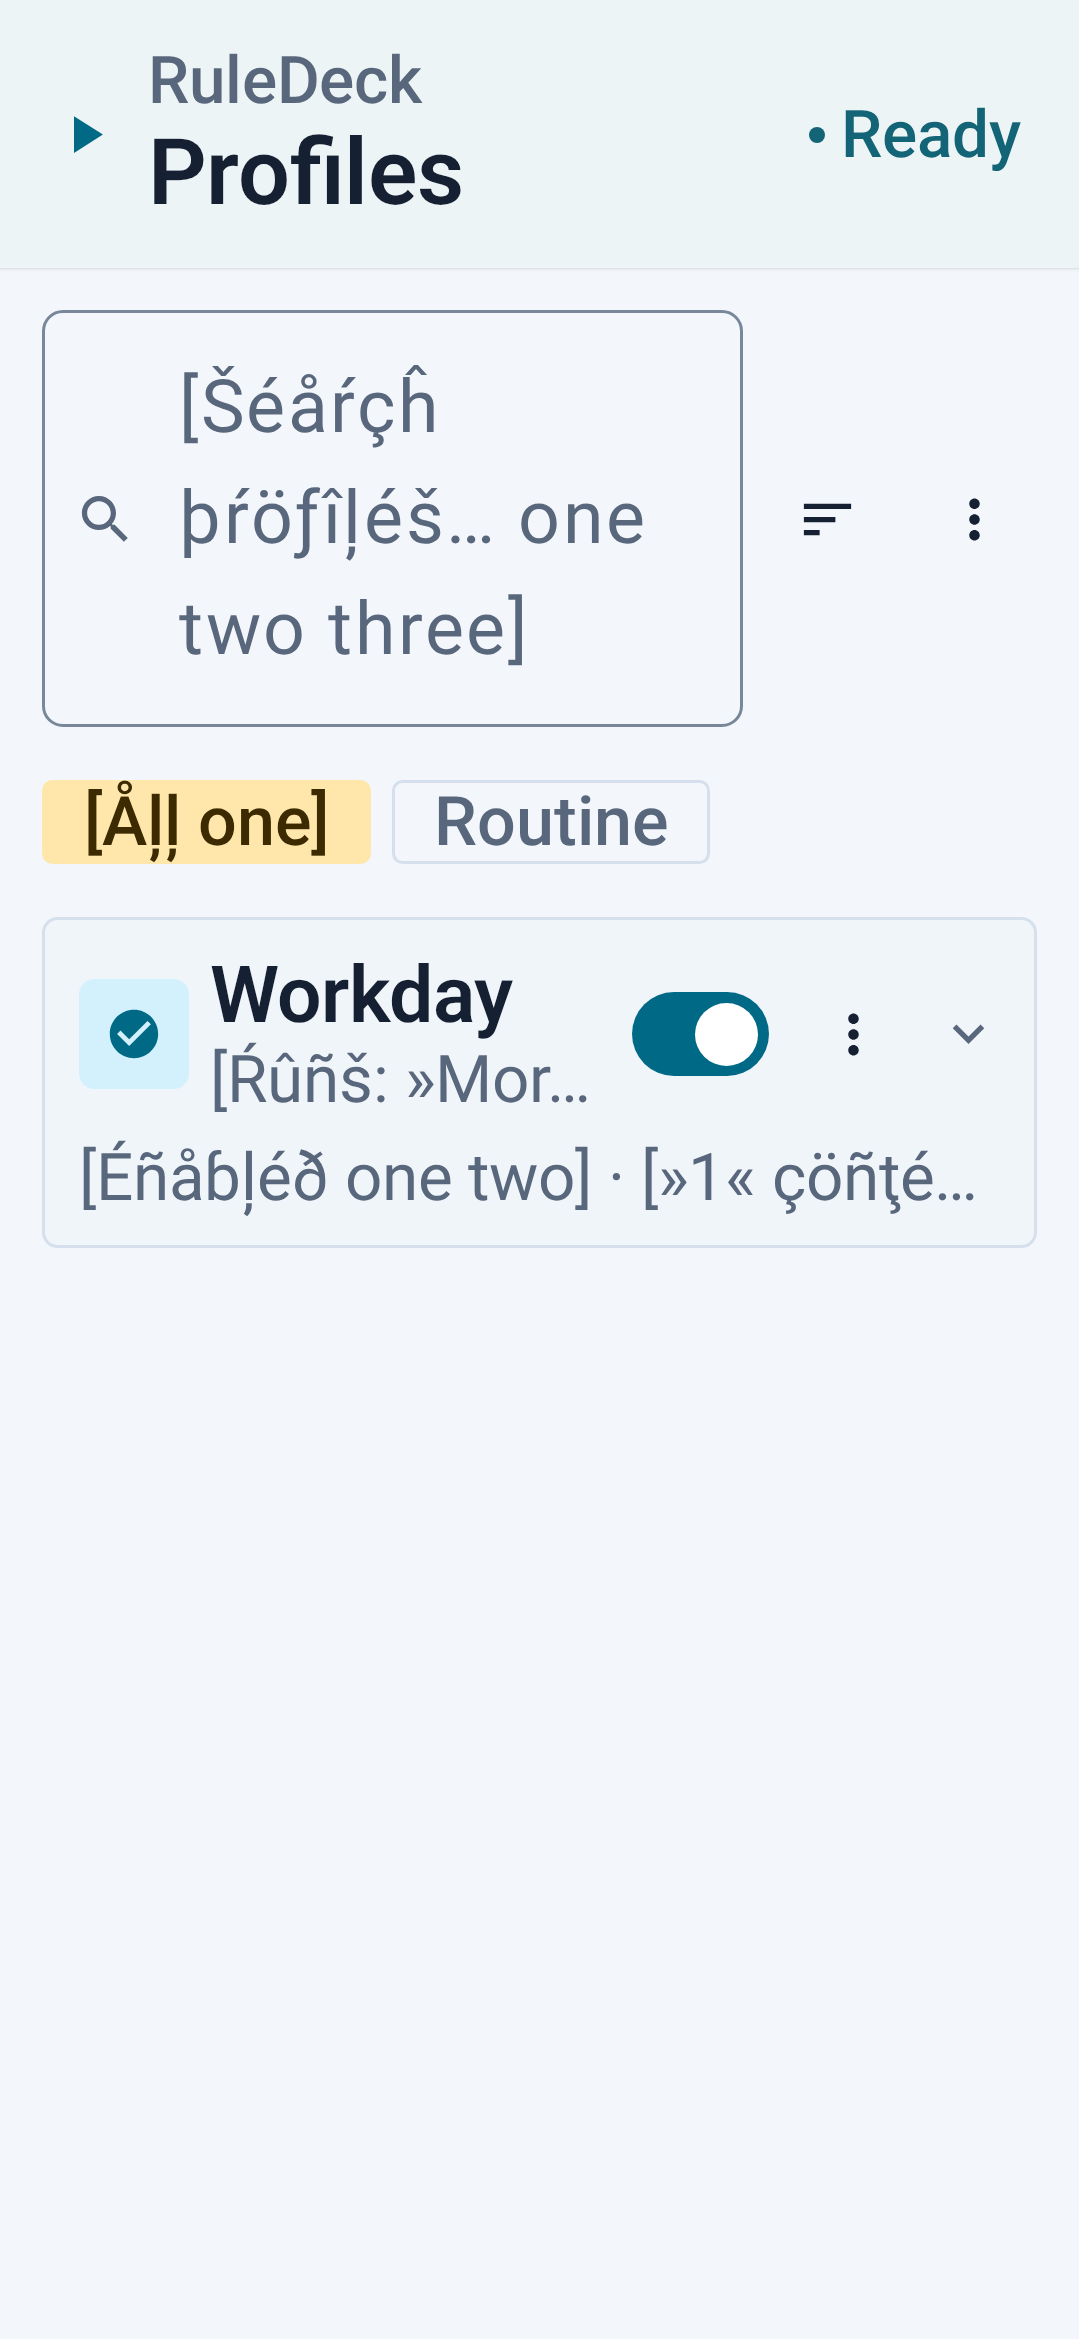 RuleDeck
Profiles
• Ready
[Šéåŕçĥ
þŕöƒîļéš… one
two three]
[Åļļ one]
Routine
Workday
[Ŕûñš: »Mor…
[Éñåƀļéð one two] · [»1« çöñţé…